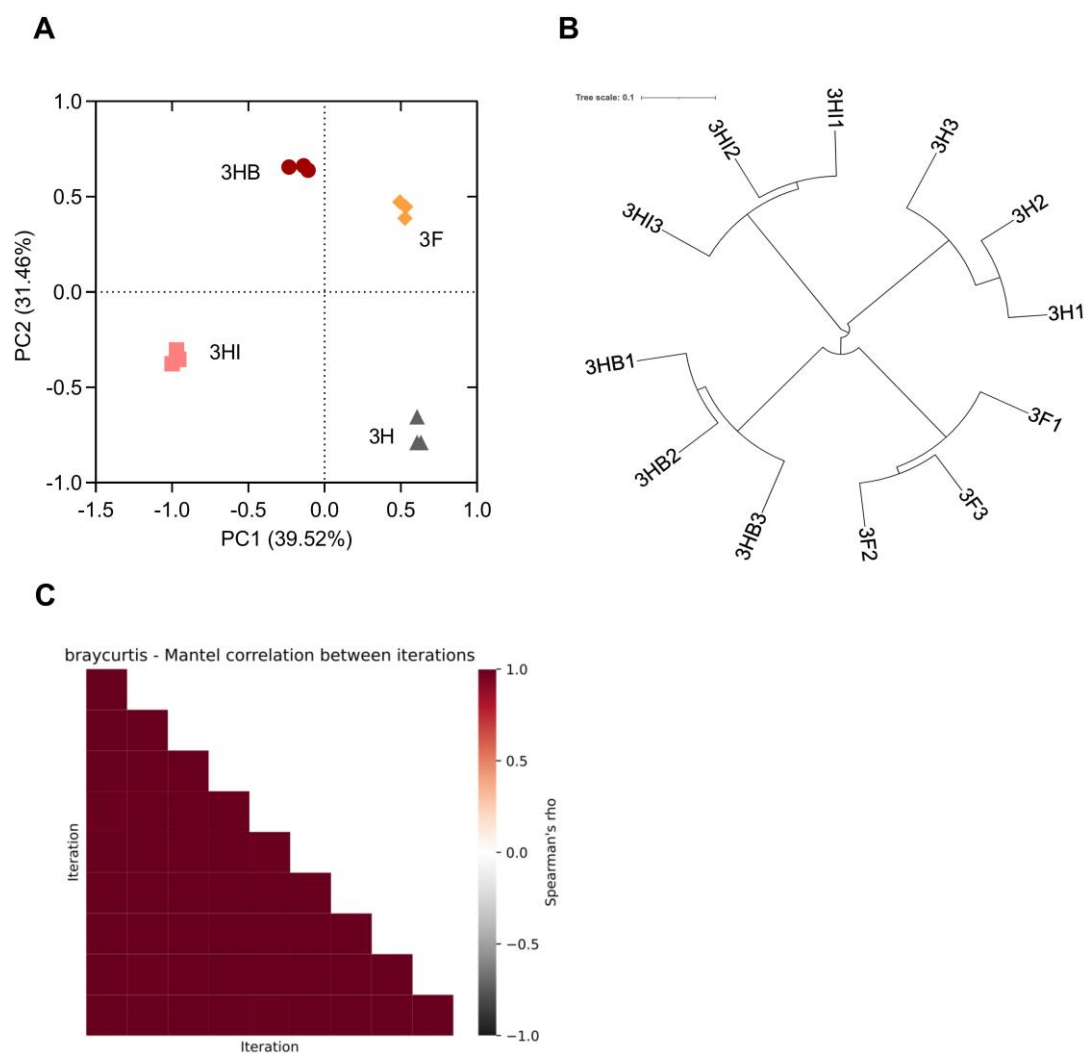 A
1.0
0.5
0.0
-0.5
-1.0
-1.5
-1.0
-0.5
0.0
0.5
1.0
PC2 (31.46%)
PC1 (39.52%)
3HB
3F
3HI
3H
B
Tree scale: 0.1
3HI1
3HI2
3HI3
3H3
3H2
3H1
3HB1
3HB2
3HB3
3F1
3F3
3F2
C
braycurtis - Mantel correlation between iterations
Iteration
Iteration
1.0
0.5
0.0
−0.5
−1.0
Spearman's rho